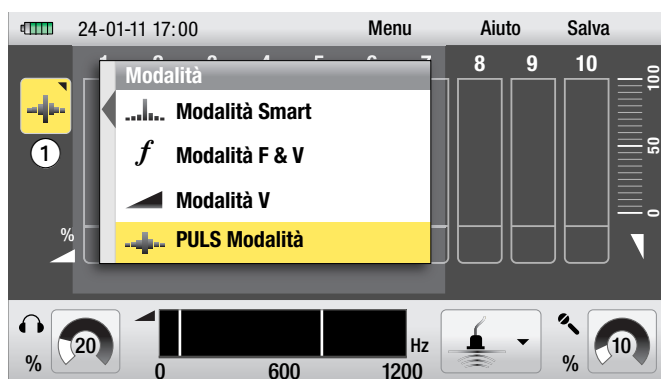 24-01-11 17:00 Menu Aiuto Salva
8 9 10
Modalità
Modalità Smart
f Modalità F & V
Modalità V
PULS Modalità
1
%
100
50
0
% 20
Hz
0 600 1200
% 10